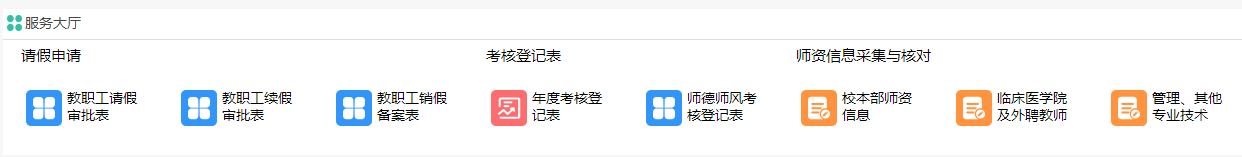 服务大厅
请假申请
考核登记表
师资信息采集与核对
教职工请假
审批表
教职工续假
审批表
教职工销假
备案表
年度考核登
记表
师德师风考
核登记表
校本部师资
信息
临床医学院
及外聘教师
管理、其他
专业技术